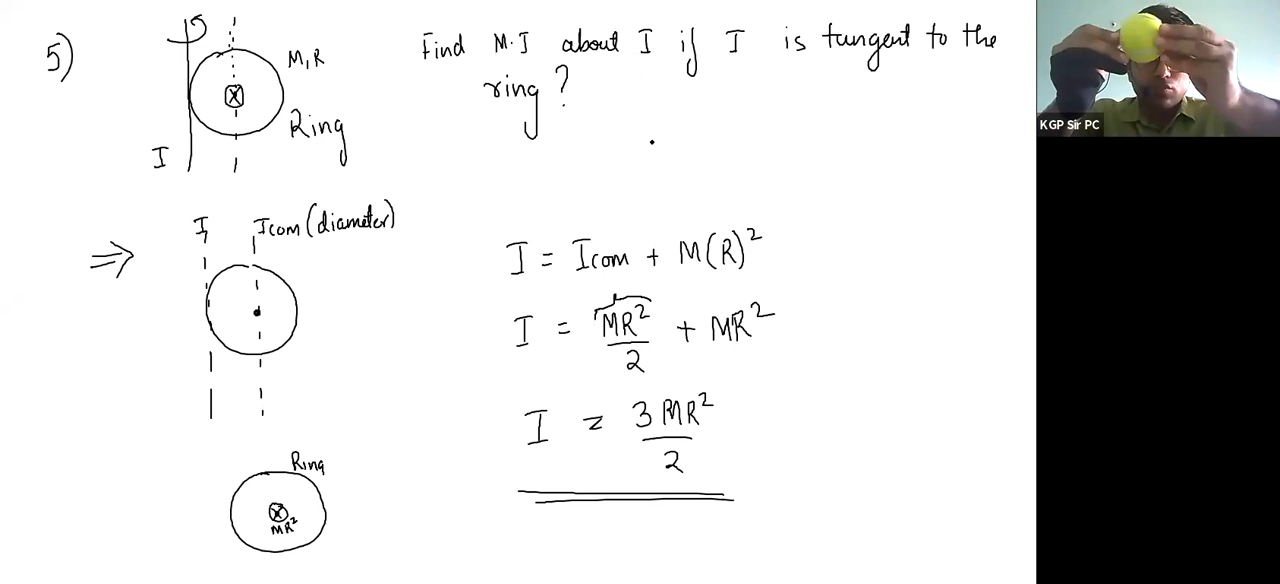 5)
M,R
Ring
I
Find M.I about I if I is tangent to the
ring ?
KGP Sir PC
⇒
I
Icom (diameter)
I = Icom + M(R)²
I = MR²/2 + MR²
I = 3MR²/2
Ring
MR²